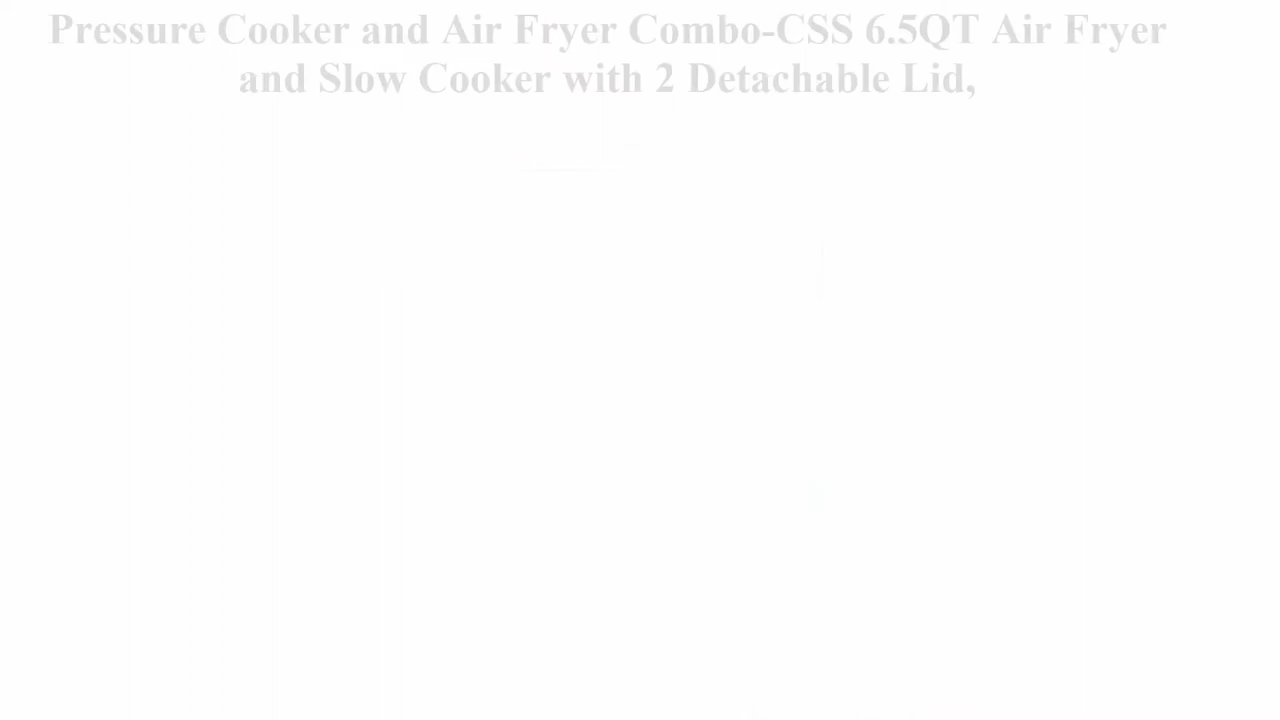 Pressure Cooker and Air Fryer Combo-CSS 6.5QT Air Fryer
and Slow Cooker with 2 Detachable Lid,